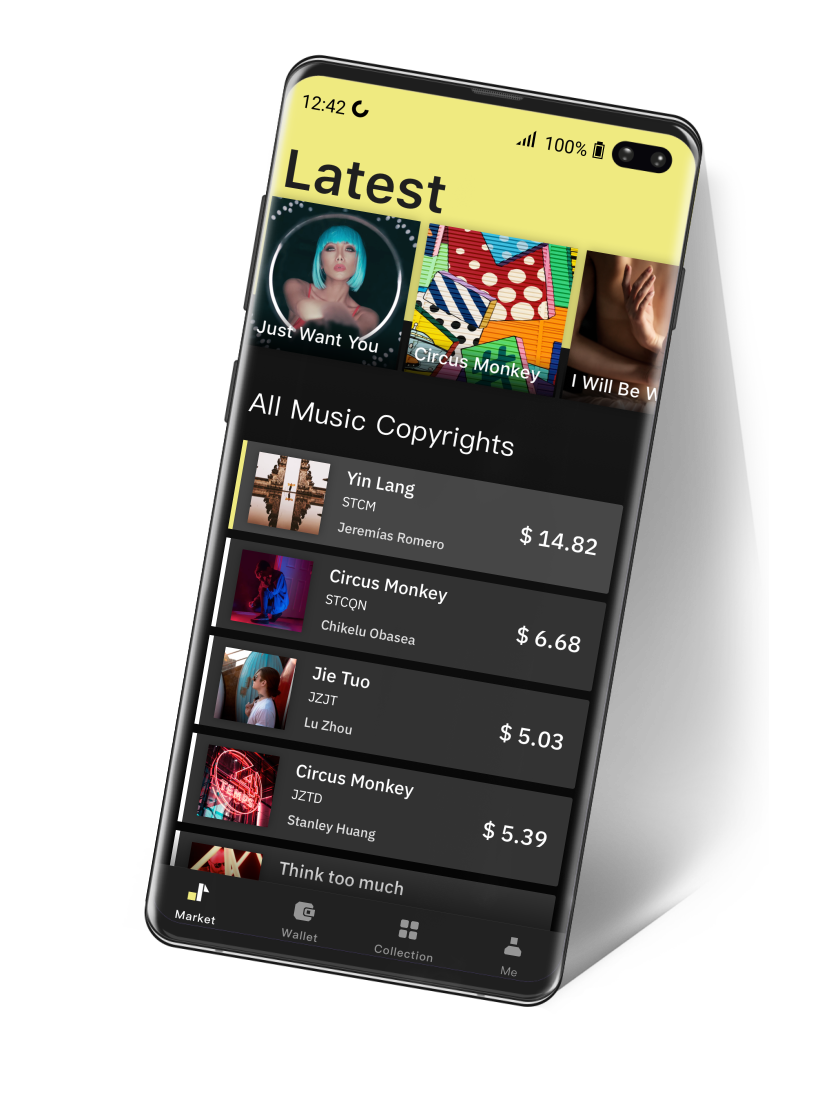 12:42
100%
Latest
Just Want You
Circus Monkey
I Will Be
All Music Copyrights
Yin Lang
STCM
Jeremías Romero
$ 14.82
Circus Monkey
STCQN
Chikelu Obasea
$ 6.68
Jie Tuo
JZJT
Lu Zhou
$ 5.03
Circus Monkey
JZTD
Stanley Huang
$ 5.39
Think too much
Market
Wallet
Collection
Me